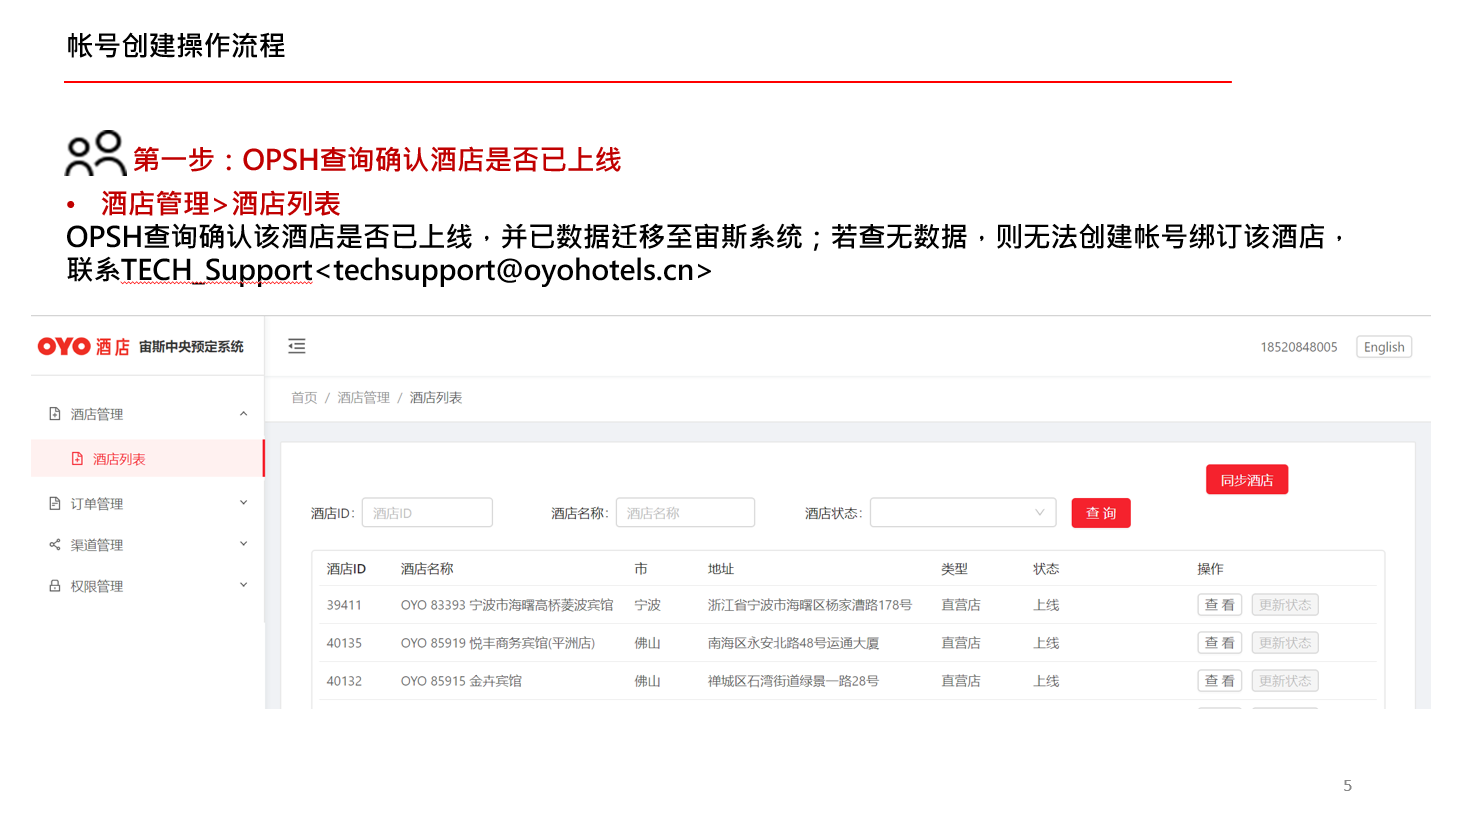 帐号创建操作流程
第一步：OPSH查询确认酒店是否已上线
• 酒店管理>酒店列表
OPSH查询确认该酒店是否已上线，并已数据迁移至宙斯系统；若查无数据，则无法创建帐号绑订该酒店，
联系TECH_Support<techsupport@oyohotels.cn>
OYO 酒店 宙斯中央预定系统
18520848005 English
首页 / 酒店管理 / 酒店列表
酒店管理
酒店列表
订单管理
渠道管理
权限管理
同步酒店
酒店ID: 酒店ID 酒店名称: 酒店名称 酒店状态: 查 询
酒店ID 酒店名称 市 地址 类型 状态 操作
39411 OYO 83393 宁波市海曙高桥菱波宾馆 宁波 浙江省宁波市海曙区杨家漕路178号 直营店 上线 查 看 更新状态
40135 OYO 85919 悦丰商务宾馆(平洲店) 佛山 南海区永安北路48号运通大厦 直营店 上线 查 看 更新状态
40132 OYO 85915 金卉宾馆 佛山 禅城区石湾街道绿景一路28号 直营店 上线 查 看 更新状态
5